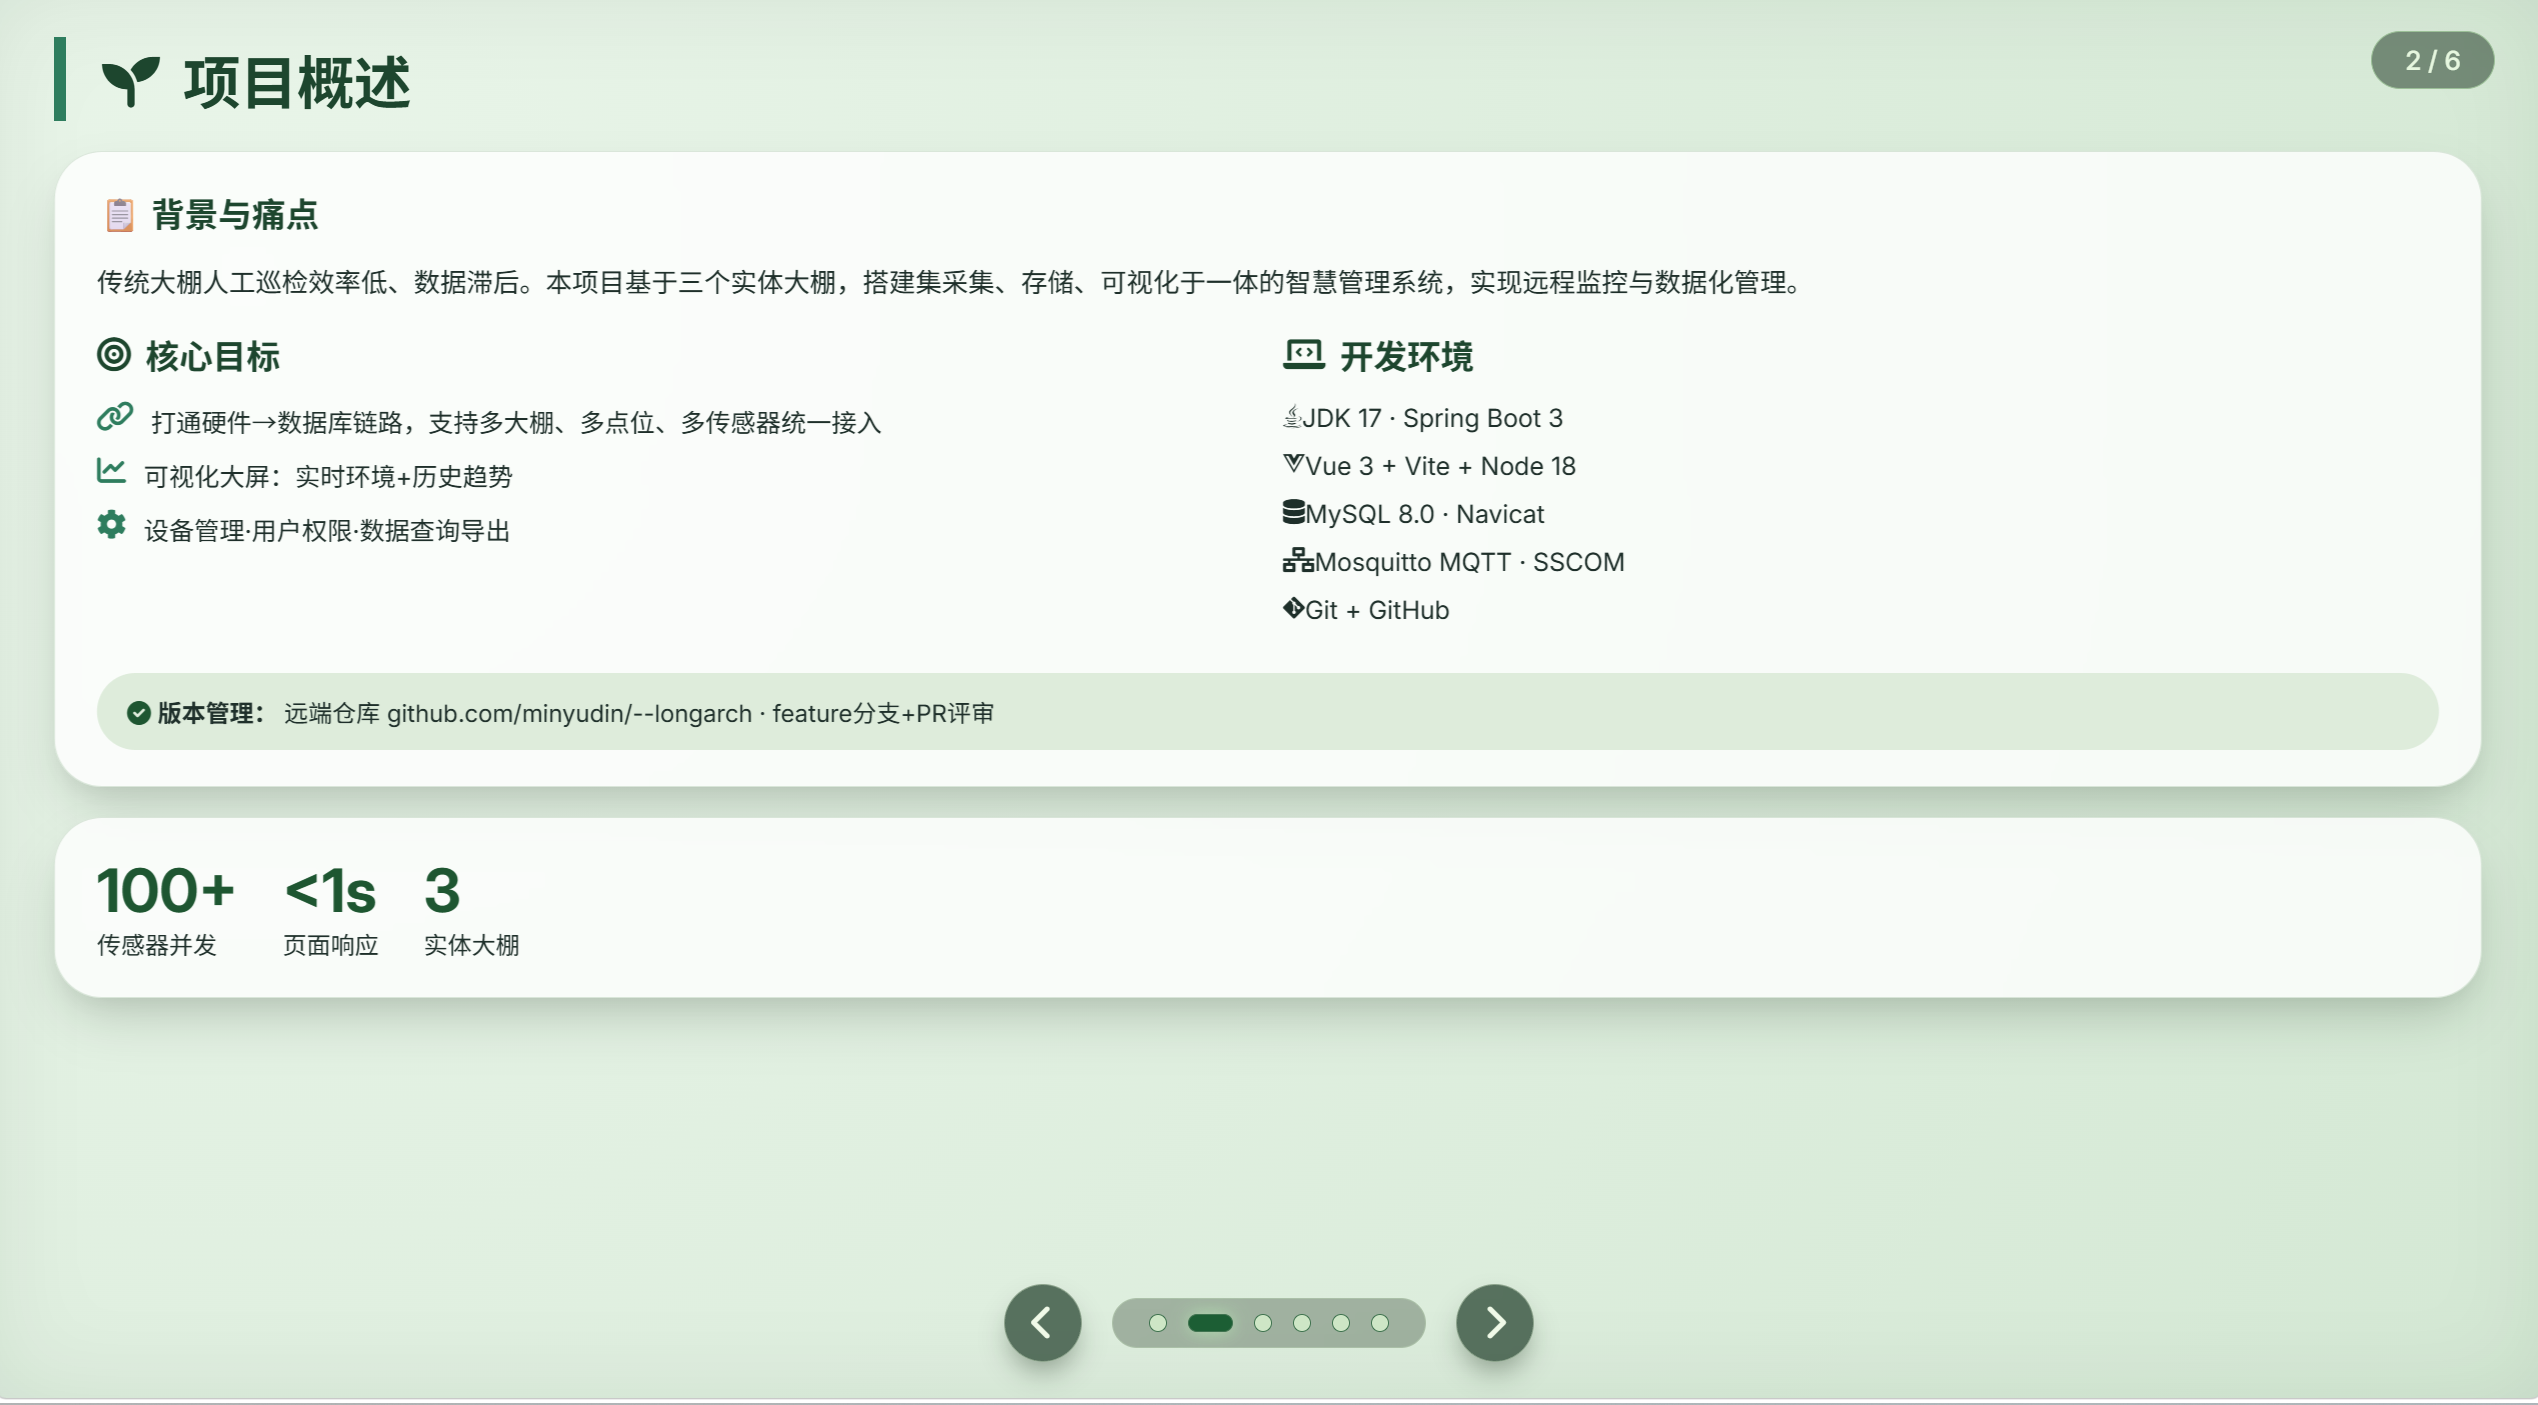 项目概述
2 / 6
背景与痛点
传统大棚人工巡检效率低、数据滞后。本项目基于三个实体大棚，搭建集采集、存储、可视化于一体的智慧管理系统，实现远程监控与数据化管理。
核心目标
打通硬件→数据库链路，支持多大棚、多点位、多传感器统一接入
可视化大屏：实时环境+历史趋势
设备管理·用户权限·数据查询导出
开发环境
JDK 17 · Spring Boot 3
Vue 3 + Vite + Node 18
MySQL 8.0 · Navicat
Mosquitto MQTT · SSCOM
Git + GitHub
版本管理： 远端仓库 github.com/minyudin/--longarch · feature分支+PR评审
100+ <1s 3
传感器并发 页面响应 实体大棚